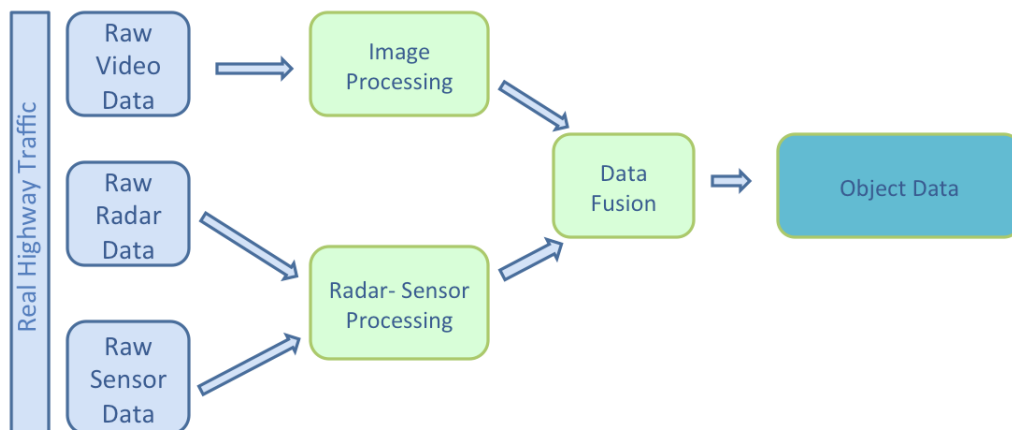 Real Highway Traffic
Raw
Video
Data
Image
Processing
Raw
Radar
Data
Data
Fusion
Object Data
Radar- Sensor
Processing
Raw
Sensor
Data